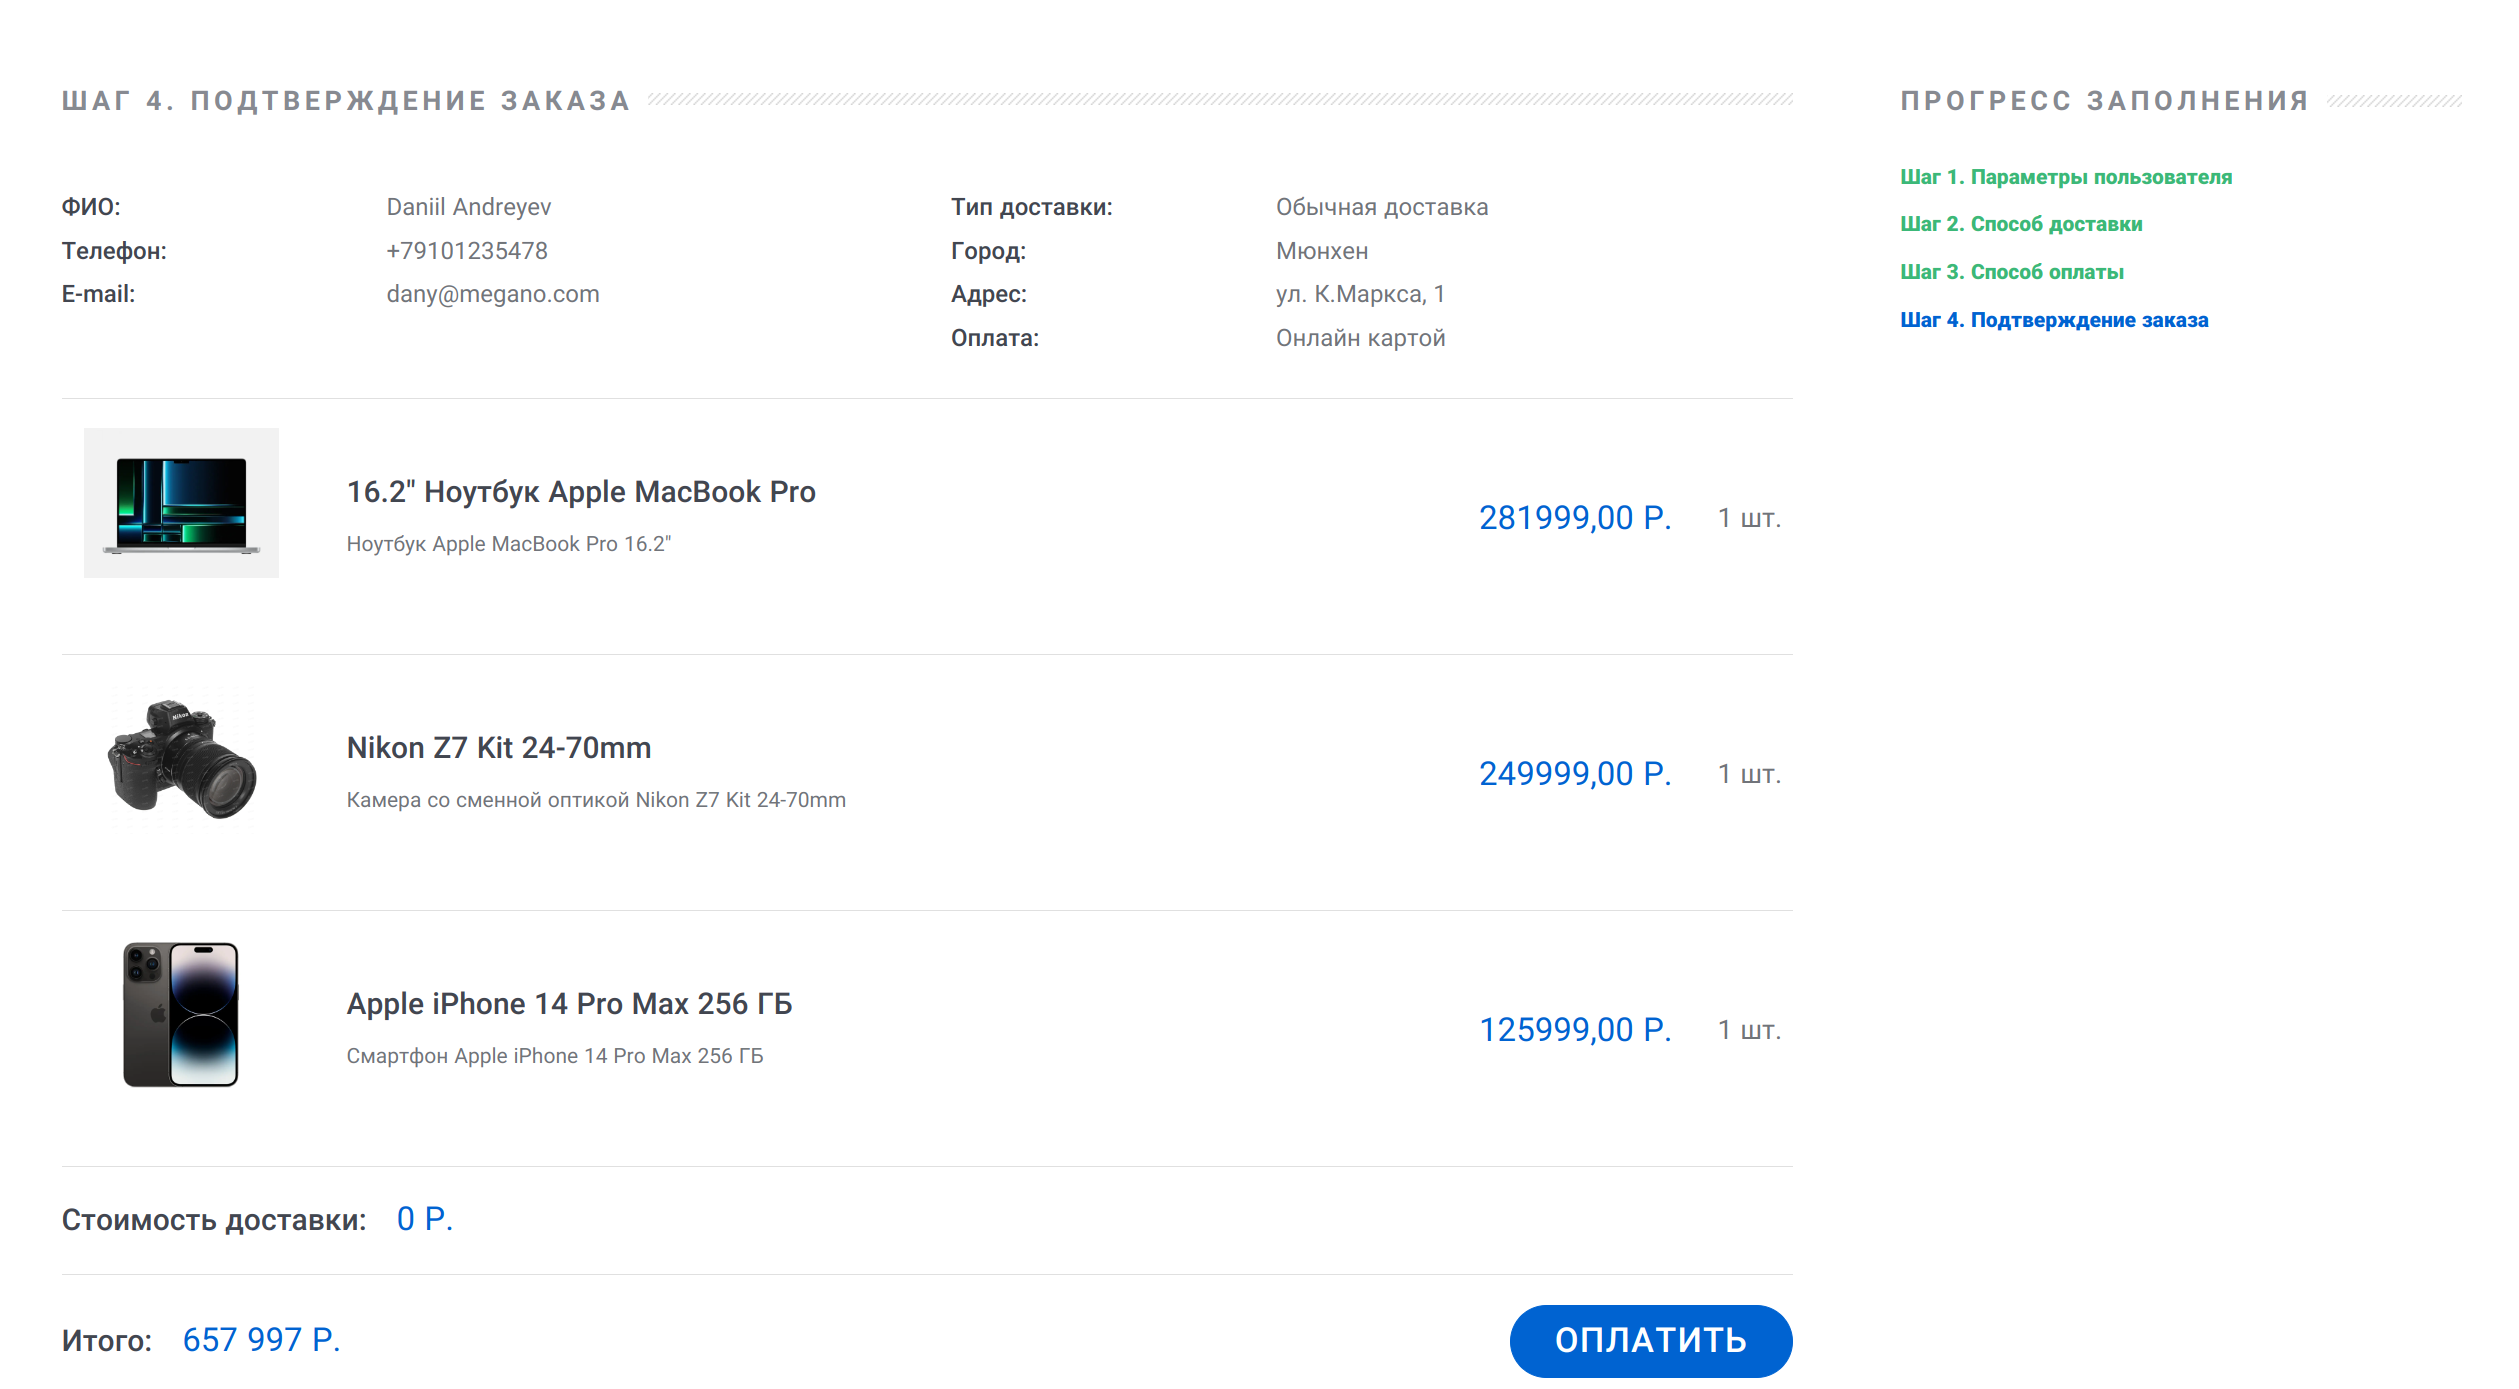 ШАГ 4. ПОДТВЕРЖДЕНИЕ ЗАКАЗА
ФИО: Daniil Andreyev
Телефон: +79101235478
E-mail: dany@megano.com
Тип доставки: Обычная доставка
Город: Мюнхен
Адрес: ул. К.Маркса, 1
Оплата: Онлайн картой
16.2" Ноутбук Apple MacBook Pro
Ноутбук Apple MacBook Pro 16.2"
281999,00 Р. 1 шт.
Nikon
Nikon Z7 Kit 24-70mm
Камера со сменной оптикой Nikon Z7 Kit 24-70mm
249999,00 Р. 1 шт.
Apple iPhone 14 Pro Max 256 ГБ
Смартфон Apple iPhone 14 Pro Max 256 ГБ
125999,00 Р. 1 шт.
Стоимость доставки: 0 Р.
Итого: 657 997 Р.
ОПЛАТИТЬ
ПРОГРЕСС ЗАПОЛНЕНИЯ
Шаг 1. Параметры пользователя
Шаг 2. Способ доставки
Шаг 3. Способ оплаты
Шаг 4. Подтверждение заказа